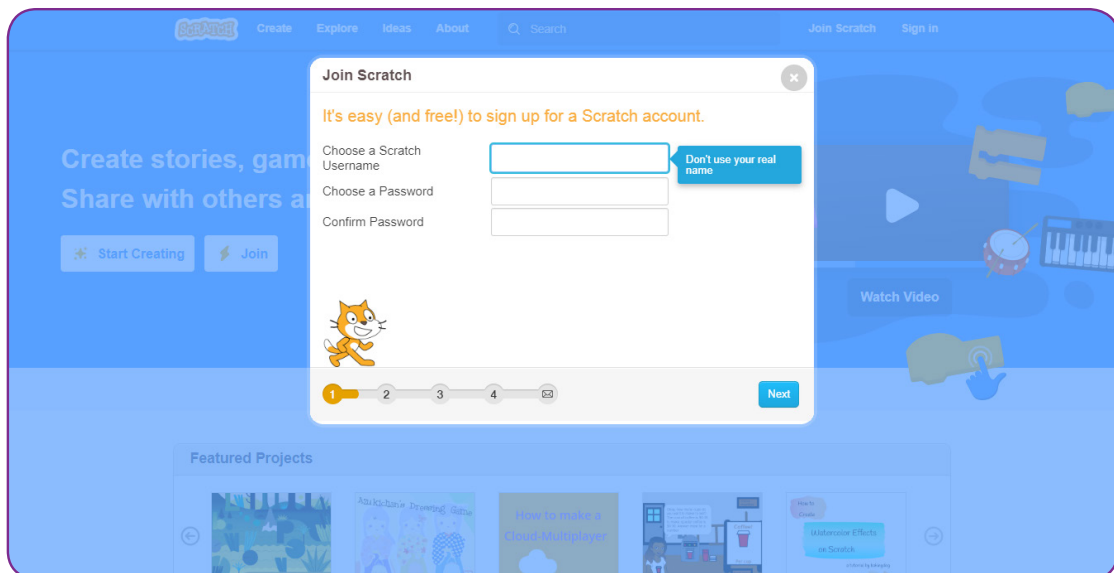 SCRATCH Create Explore Ideas About Search Join Scratch Sign in
Join Scratch
It's easy (and free!) to sign up for a Scratch account.
Choose a Scratch
Username
Don't use your real
name
Choose a Password
Confirm Password
Create stories, gam
Share with others a
Start Creating Join
Watch Video
1 2 3 4
Next
Featured Projects
How to make a
Cloud-Multiplayer
How to
Create
Watercolor Effects
on Scratch